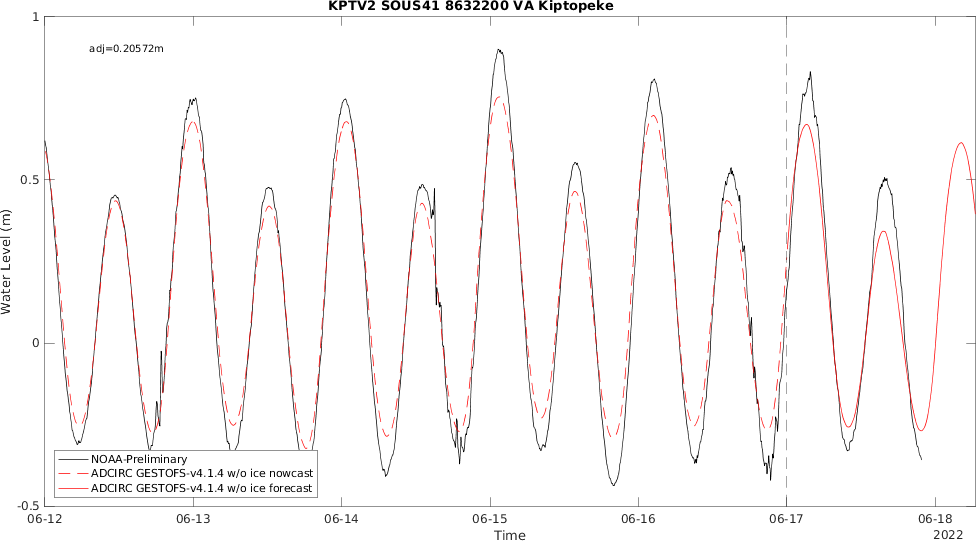 KPTV2 SOUS41 8632200 VA Kiptopeke
adj=0.20572m
1
0.5
0
-0.5
Water Level (m)
NOAA-Preliminary
ADCIRC GESTOFS-v4.1.4 w/o ice nowcast
ADCIRC GESTOFS-v4.1.4 w/o ice forecast
06-12 06-13 06-14 06-15 06-16 06-17 06-18
Time
2022